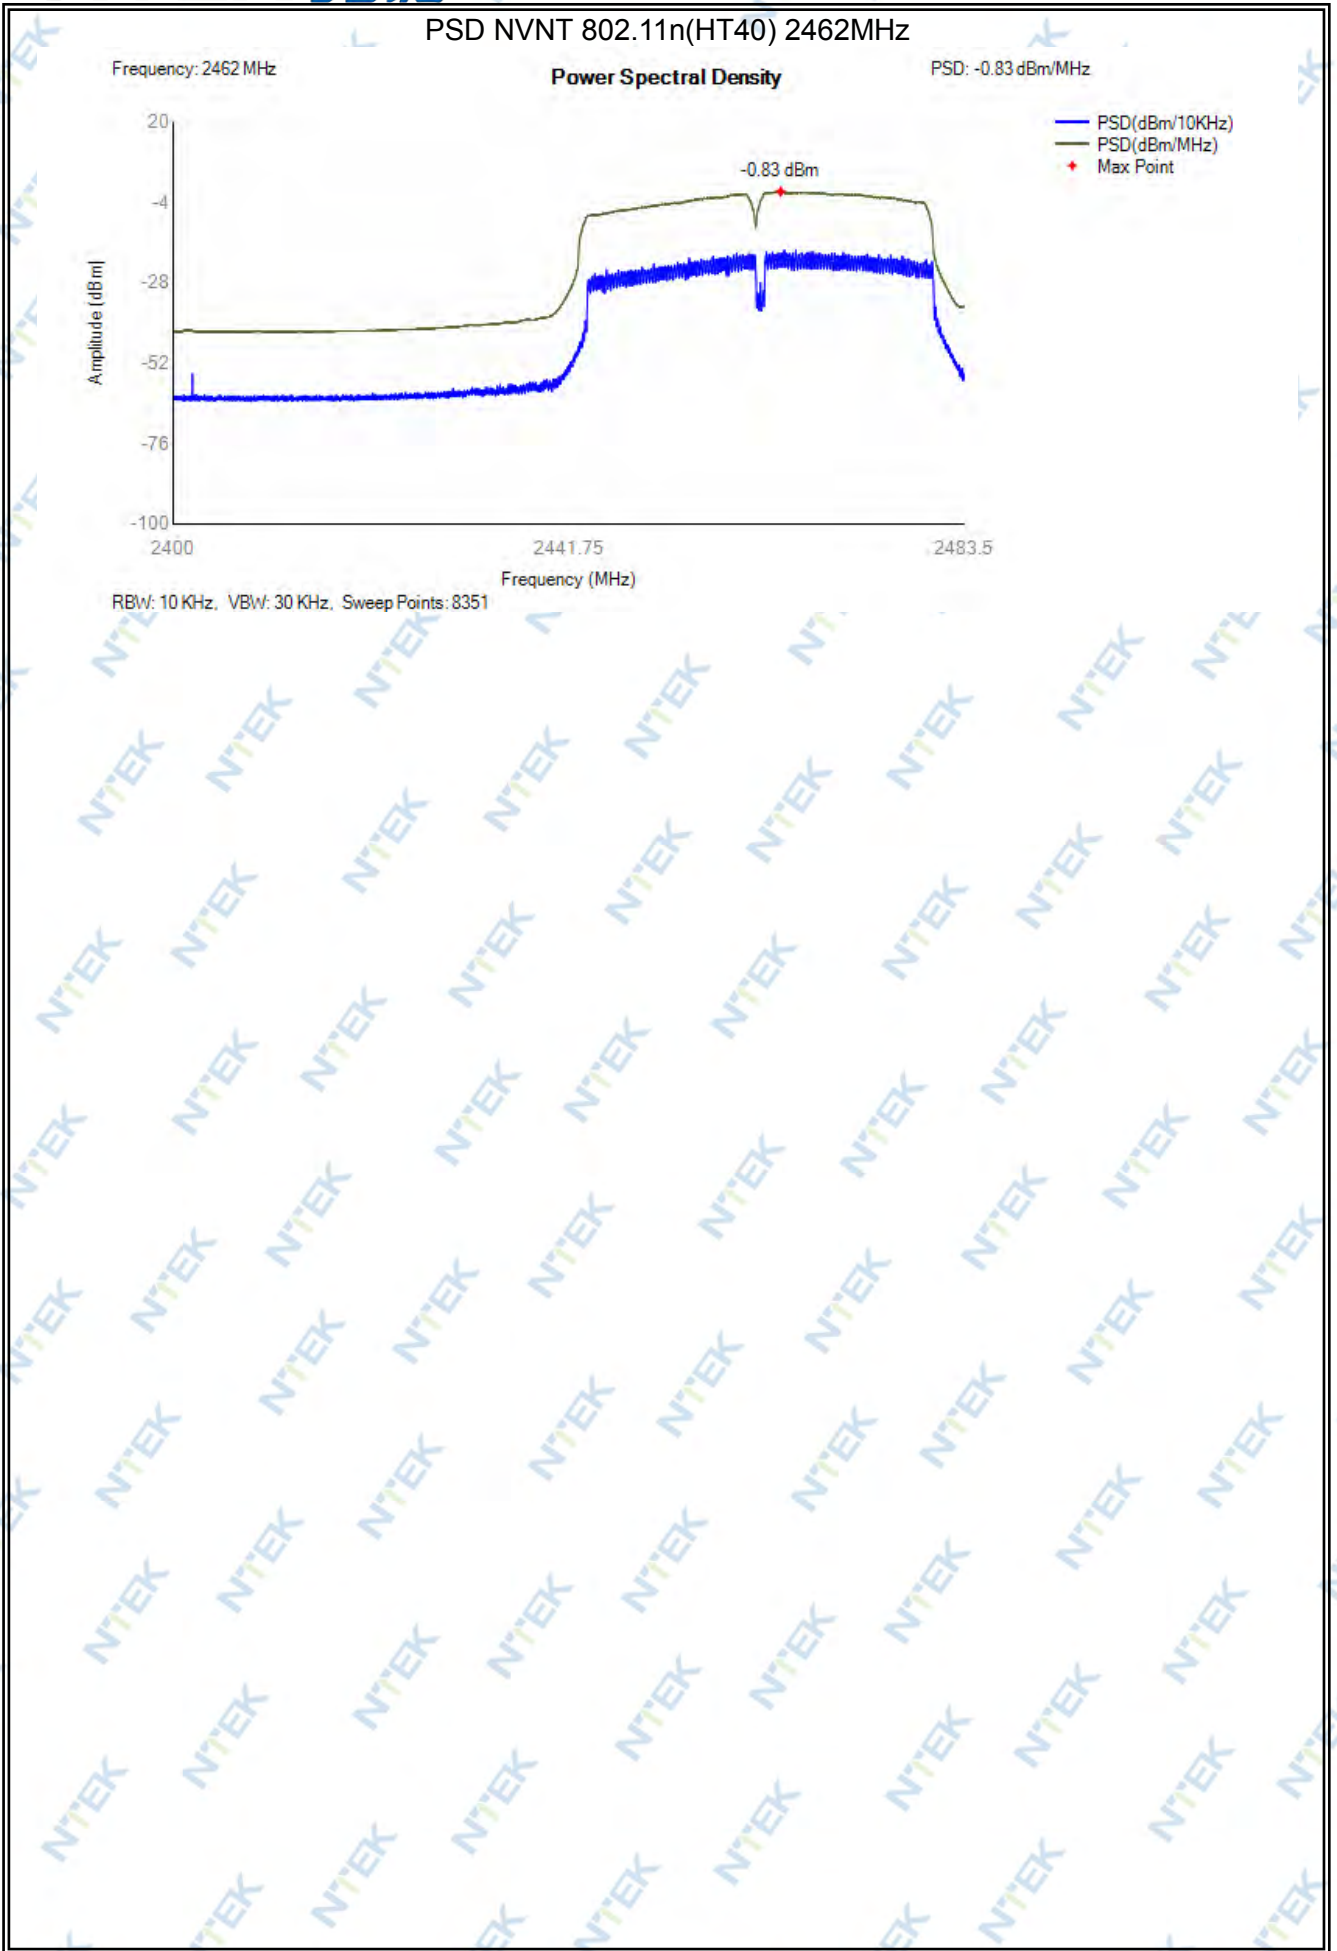 PSD NVNT 802.11n(HT40) 2462MHz
Frequency: 2462 MHz
Power Spectral Density
PSD: -0.83 dBm/MHz
PSD(dBm/10KHz)
PSD(dBm/MHz)
Max Point
-0.83 dBm
Amplitude (dBm)
20
-4
-28
-52
-76
-100
2400
2441.75
2483.5
Frequency (MHz)
RBW: 10 KHz, VBW: 30 KHz, Sweep Points: 8351
NTEK